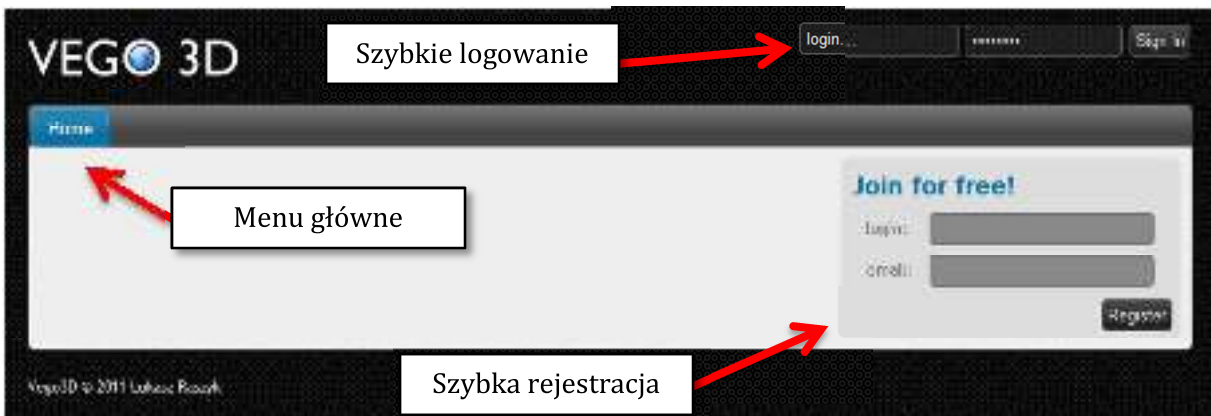 VEGO 3D
Szybkie logowanie
login...
Sign in
Home
Menu główne
Join for free!
login:
email:
Register
Szybka rejestracja
Vego3D © 2011 Lukasz